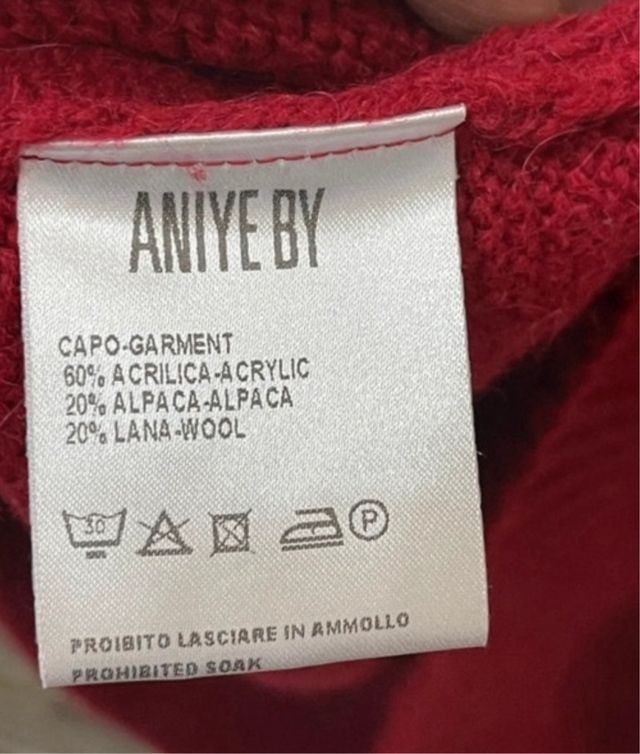 ANIYE BY
CAPO-GARMENT
60% ACRILICA-ACRYLIC
20% ALPACA-ALPACA
20% LANA-WOOL
30 P
PROIBITO LASCIARE IN AMMOLLO
PROHIBITED SOAK